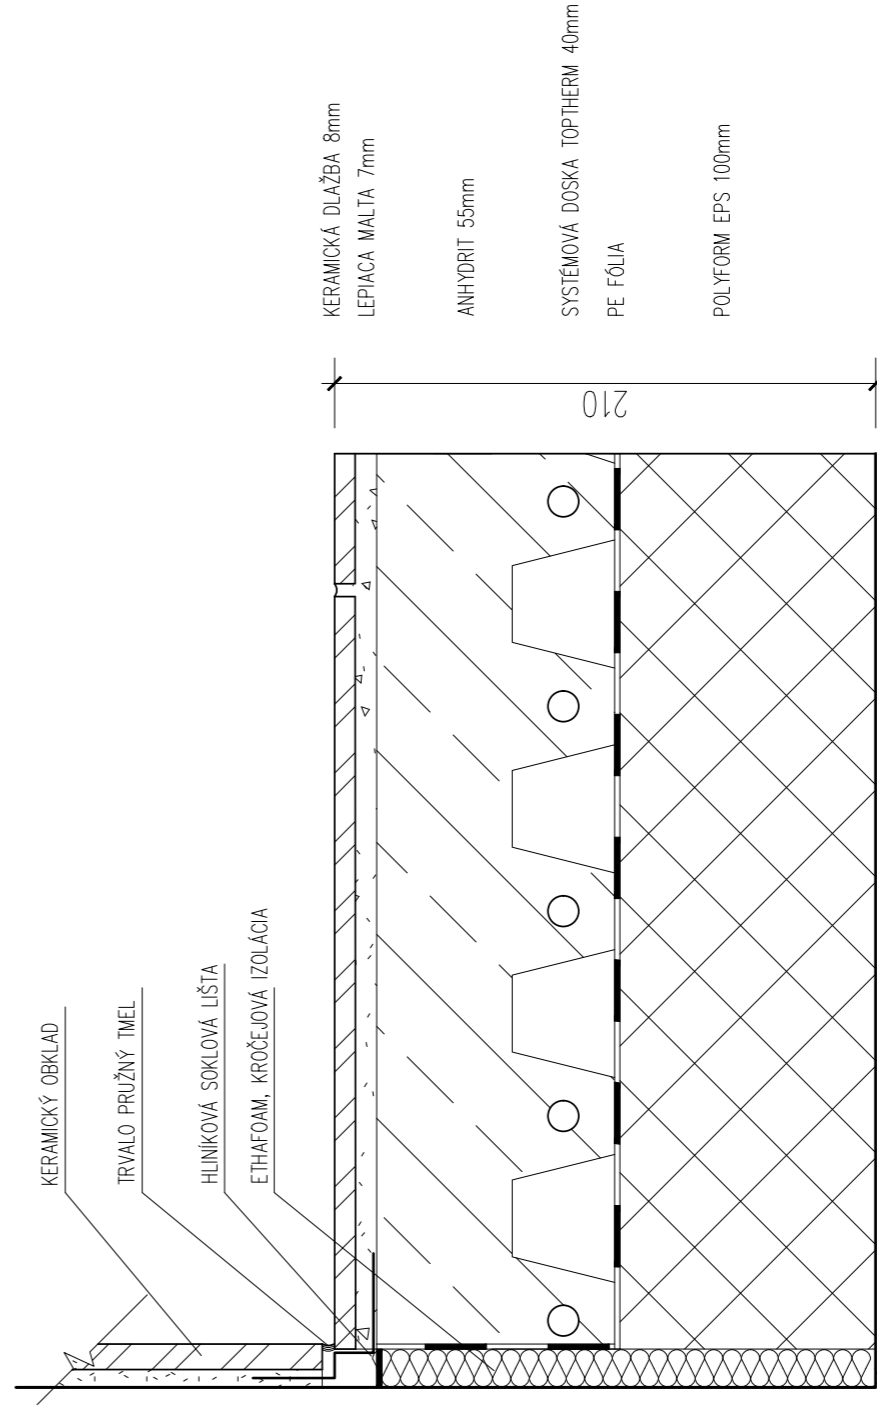 KERAMICKÝ OBKLAD
TRVALO PRUŽNÝ TMEL
HLINÍKOVÁ SOKLOVÁ LIŠTA
ETHAFOAM, KROČEJOVÁ IZOLÁCIA
KERAMICKÁ DLAŽBA 8mm
LEPIACA MALTA 7mm
ANHYDRIT 55mm
SYSTÉMOVÁ DOSKA TOPTHERM 40mm
PE FÓLIA
POLYFORM EPS 100mm
210